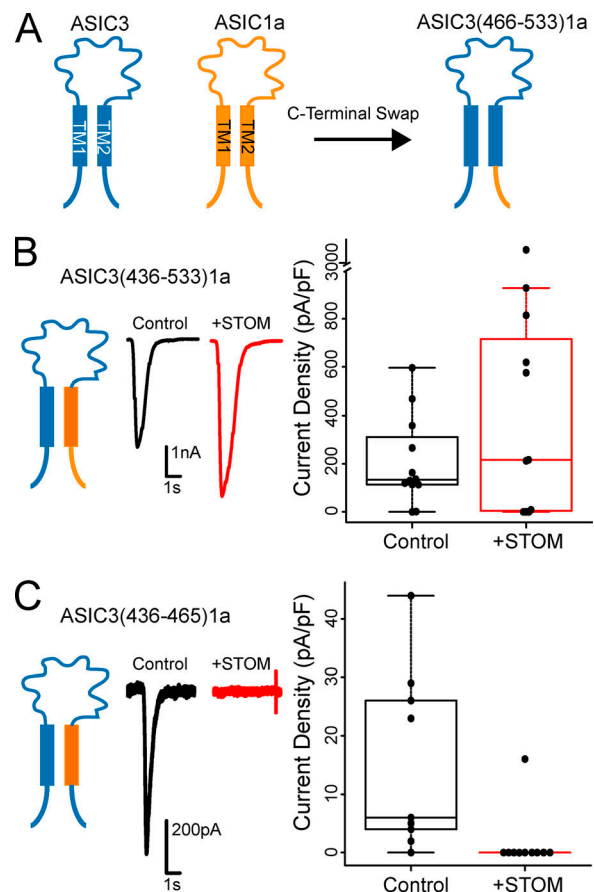 A
ASIC3
ASIC1a
ASIC3(466-533)1a
TM1
TM2
TM1
TM2
C-Terminal Swap
B
ASIC3(436-533)1a
Control
+STOM
1nA
1s
Current Density (pA/pF)
3000
800
600
400
200
0
Control
+STOM
C
ASIC3(436-465)1a
Control
+STOM
200pA
1s
Current Density (pA/pF)
40
30
20
10
0
Control
+STOM